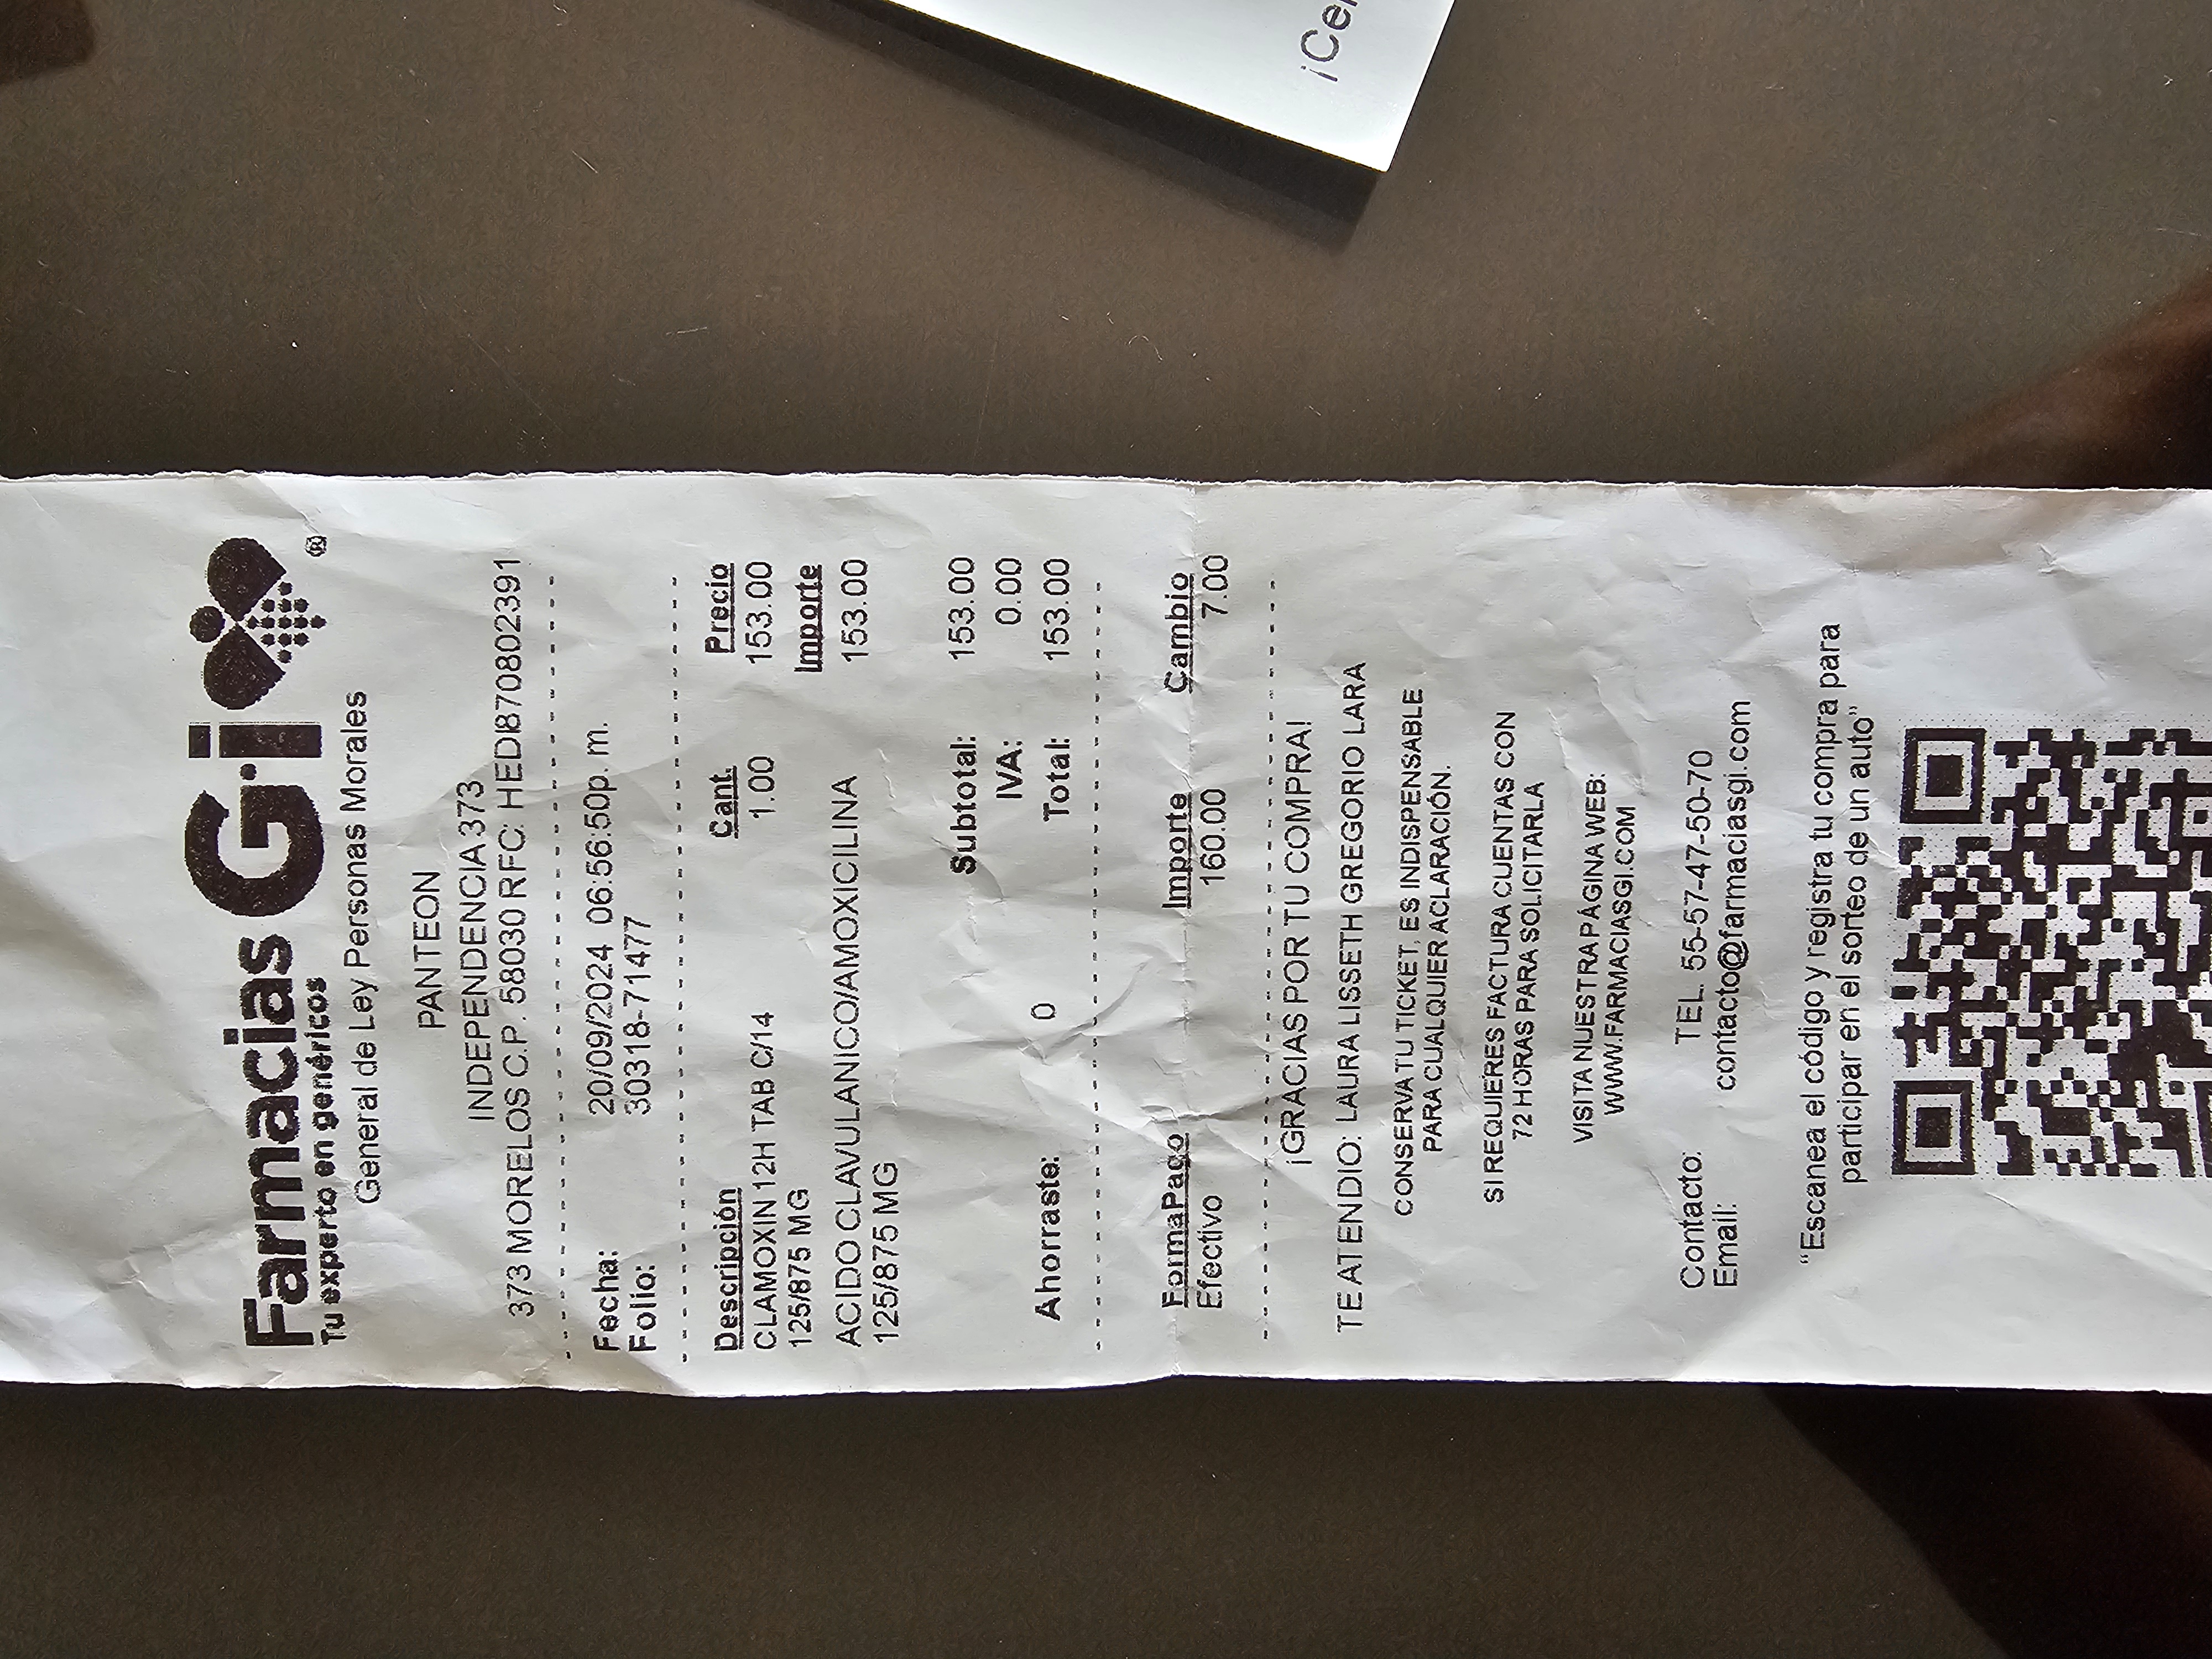 Farmacias Gi®
Tu experto en genéricos
General de Ley Personas Morales
PANTEON
INDEPENDENCIA 373
373 MORELOS C.P. 58030 RFC: HEDI8707080239 1
Fecha: 20/09/2024 06:56:50p. m.
Folio: 30318-71477
Descripción Cant. Precio
CLAMOXIN 12H TAB C/14 1.00 153.00
125/875 MG Importe
ACIDO CLAVULANICO/AMOXICILINA 153.00
125/875 MG
Subtotal: 153.00
IVA: 0.00
Ahorraste: 0 Total: 153.00
FormaPago Importe Cambio
Efectivo 160.00 7.00
¡GRACIAS POR TU COMPRA!
TE ATENDIO: LAURA LISSETH GREGORIO LARA
CONSERVA TU TICKET, ES INDISPENSABLE
PARA CUALQUIER ACLARACIÓN.
SI REQUIERES FACTURA CUENTAS CON
72 HORAS PARA SOLICITARLA
VISITA NUESTRA PÁGINA WEB:
WWW.FARMACIASGI.COM
Contacto: TEL. 55-57-47-50-70
Email: contacto@farmaciasgi.com
"Escanea el código y registra tu compra para
participar en el sorteo de un auto"
¡Ce